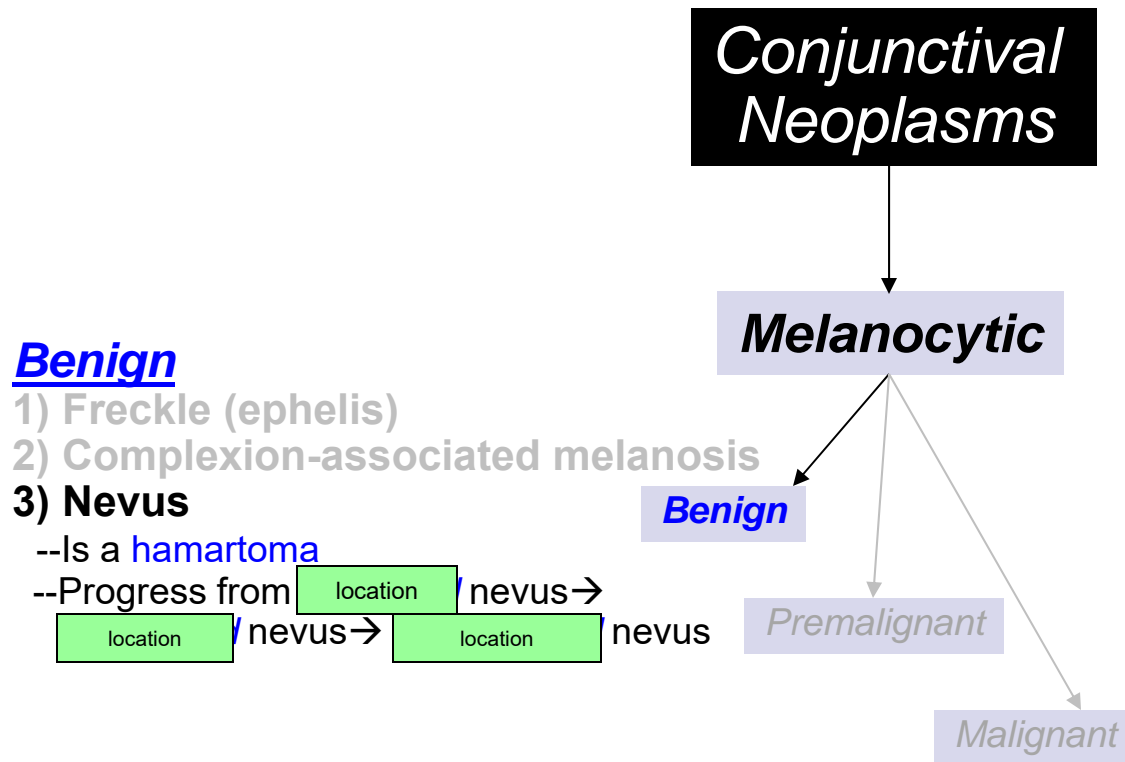 Conjunctival
Neoplasms
Melanocytic
Benign
1) Freckle (ephelis)
2) Complexion-associated melanosis
3) Nevus
--Is a hamartoma
--Progress from location nevus→
location nevus→ location nevus
Benign
Premalignant
Malignant